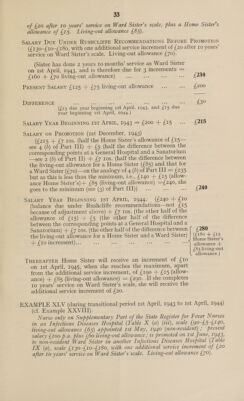 33
of £20 after 10 years' service on Ward Sister's scale, plus a Home Sister's
allowance of £15. Living-out allowance £85).
SALARY DUE UNDER RUSHCLIFFE RECOMMENDATIONS BEFORE PROMOTION
(£130–£10–£180, with one additional service increment of £20 after 10 years'
service on Ward Sister's scale. Living-out allowance £70).
(Sister has done 2 years 10 months' service as Ward Sister
on 1st April, 1943, and is therefore due for 3 increments =
£160 + £70 living-out allowance) ... ... ... ... £230
PRESENT SALARY £125 + £75 living-out allowance ... ... £200
DIFFERENCE ... ... ... ... ... ... ... £30
(£15 due year beginning 1st April, 1943, and £15 due
year beginning 1st April, 1944.)
SALARY YEAR BEGINNING 1ST APRIL, 1943 = £200 + £15 ... £215
SALARY ON PROMOTION (1st December, 1943)
[£215 + £7 10s. (half the Home Sister's allowance of £15—
see 4 (b) of Part III) + £5 (half the difference between the
corresponding points at a General Hospital and a Sanatorium
—see 2 (b) of Part II) + £7 10s. (half the difference between
the living-out allowance for a Home Sister (£85) and that for
a Ward Sister (£70)—on the analogy of 4 (b) of Part III) = £235
but as this is less than the minimum, i.e., £140 + £15 (allow-
ance Home Sister's) + £85 (living-out allowance) = £240, she
goes to the minimum (see 13 of Part III)] £240
SALARY YEAR BEGINNING 1ST APRIL, 1944. (£240 + £10
(balance due under Rushcliffe recommendations—not £15
because of adjustment above) + £7 10s. (the other half of the
allowance of £15) + £5 (the other half of the difference
between the corresponding points at a General Hospital and a
Sanatorium) + £7 10s. (the other half of the difference between
the living-out allowance for a Home Sister and a Ward Sister)
+ £10 increment)... ... ... ... ... ... ...
£280
(£180 + £15
Home Sister's
allowance +
£85 living-out
allowance.)
THEREAFTER Home Sister will receive an increment of £10
on 1st April, 1945, when she reaches the maximum, apart
from the additional service increment, of £190 + £15 (allow-
ance) + £85 (living-out allowance) = £290. If she completes
10 years' service on Ward Sister's scale, she will receive the
additional service increment of £20.
EXAMPLE XLV (during transitional period 1st April, 1943 to 1st April, 1944)
(cf. Example XXVIII).
Nurse only on Supplementary Part of the State Register for Fever Nurses
in an Infectious Diseases Hospital (Table X (a) (iii), scale £90–£5–£140,
living-out allowance £65) appointed 1st May, 1940 (non-resident); present
salary £100 p.a. plus £60 living-out allowance; is promoted on 1st June, 1943,
to non-resident Ward Sister in another Infectious Diseases Hospital (Table
IX (a), scale £130–£10–£180, with one additional service increment of £20
after 10 years' service on Ward Sister's scale. Living-out allowance £70).